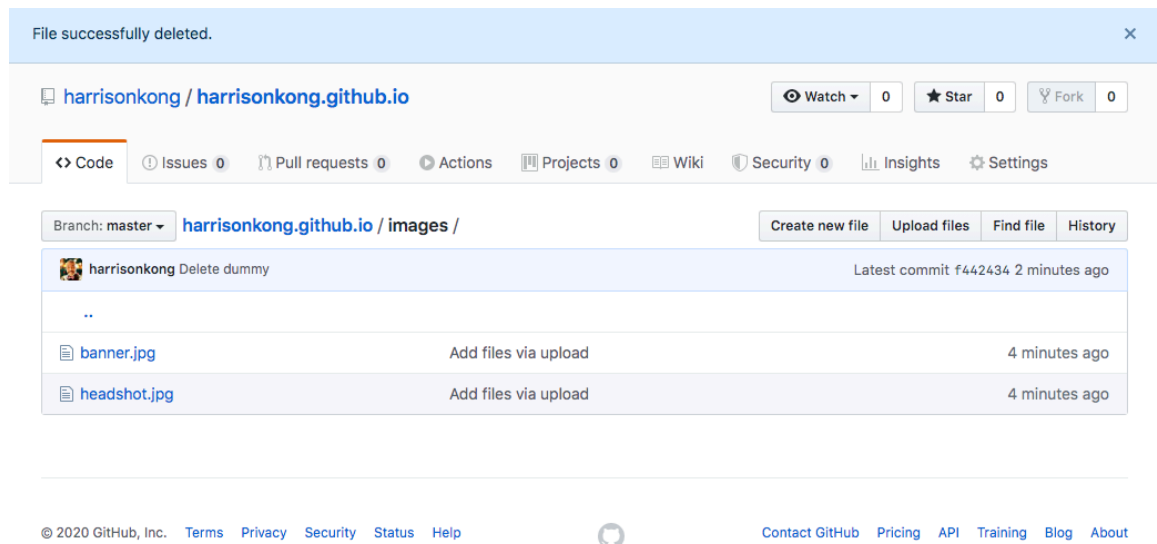 File successfully deleted. ×
harrisonkong / harrisonkong.github.io Watch 0 Star 0 Fork 0
Code Issues 0 Pull requests 0 Actions Projects 0 Wiki Security 0 Insights Settings
Branch: master harrisonkong.github.io / images / Create new file Upload files Find file History
harrisonkong Delete dummy Latest commit f442434 2 minutes ago
..
banner.jpg Add files via upload 4 minutes ago
headshot.jpg Add files via upload 4 minutes ago
© 2020 GitHub, Inc. Terms Privacy Security Status Help Contact GitHub Pricing API Training Blog About